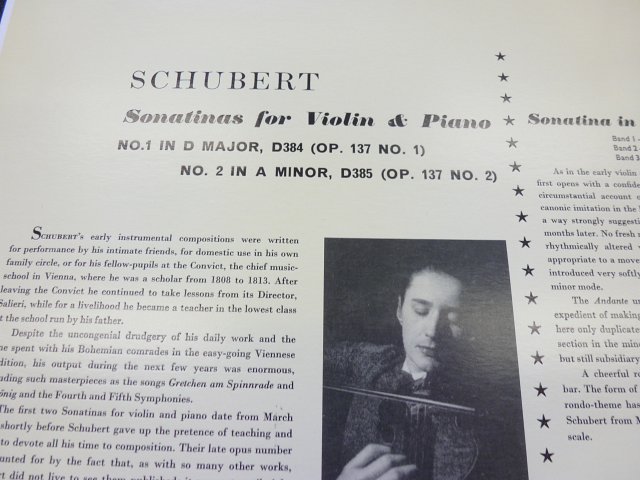 SCHUBERT
Sonatinas for Violin & Piano
NO.1 IN D MAJOR, D384 (OP. 137 NO. 1)
NO. 2 IN A MINOR, D385 (OP. 137 NO. 2)
SCHUBERT's early instrumental compositions were written
for performance by his intimate friends, for domestic use in his own
family circle, or for his fellow-pupils at the Convict, the chief music-
school in Vienna, where he was a scholar from 1808 to 1813. After
leaving the Convict he continued to take lessons from its Director,
Salieri, while for a livelihood he became a teacher in the lowest class
t the school run by his father.
Despite the uncongenial drudgery of his daily work and the
me spent with his Bohemian comrades in the easy-going Viennese
dition, his output during the next few years was enormous,
uding such masterpieces as the songs Gretchen am Spinnrade and
önig and the Fourth and Fifth Symphonies.
The first two Sonatinas for violin and piano date from March
shortly before Schubert gave up the pretence of teaching and
to devote all his time to composition. Their late opus number
unted for by the fact that, as with so many other works,
rt did not live to see them published
Sonatina in
Band 1 -
Band 2 -
Band 3
As in the early violin
first opens with a confide
circumstantial account o
canonic imitation in the
a way strongly suggesti
months later. No fresh
rhythmically altered
appropriate to a move
introduced very softly
minor mode.
The Andante un
expedient of making
here only duplicate
section in the mino
but still subsidiary
A cheerful ro
bar. The form of
rondo-theme has
Schubert from M
scale.